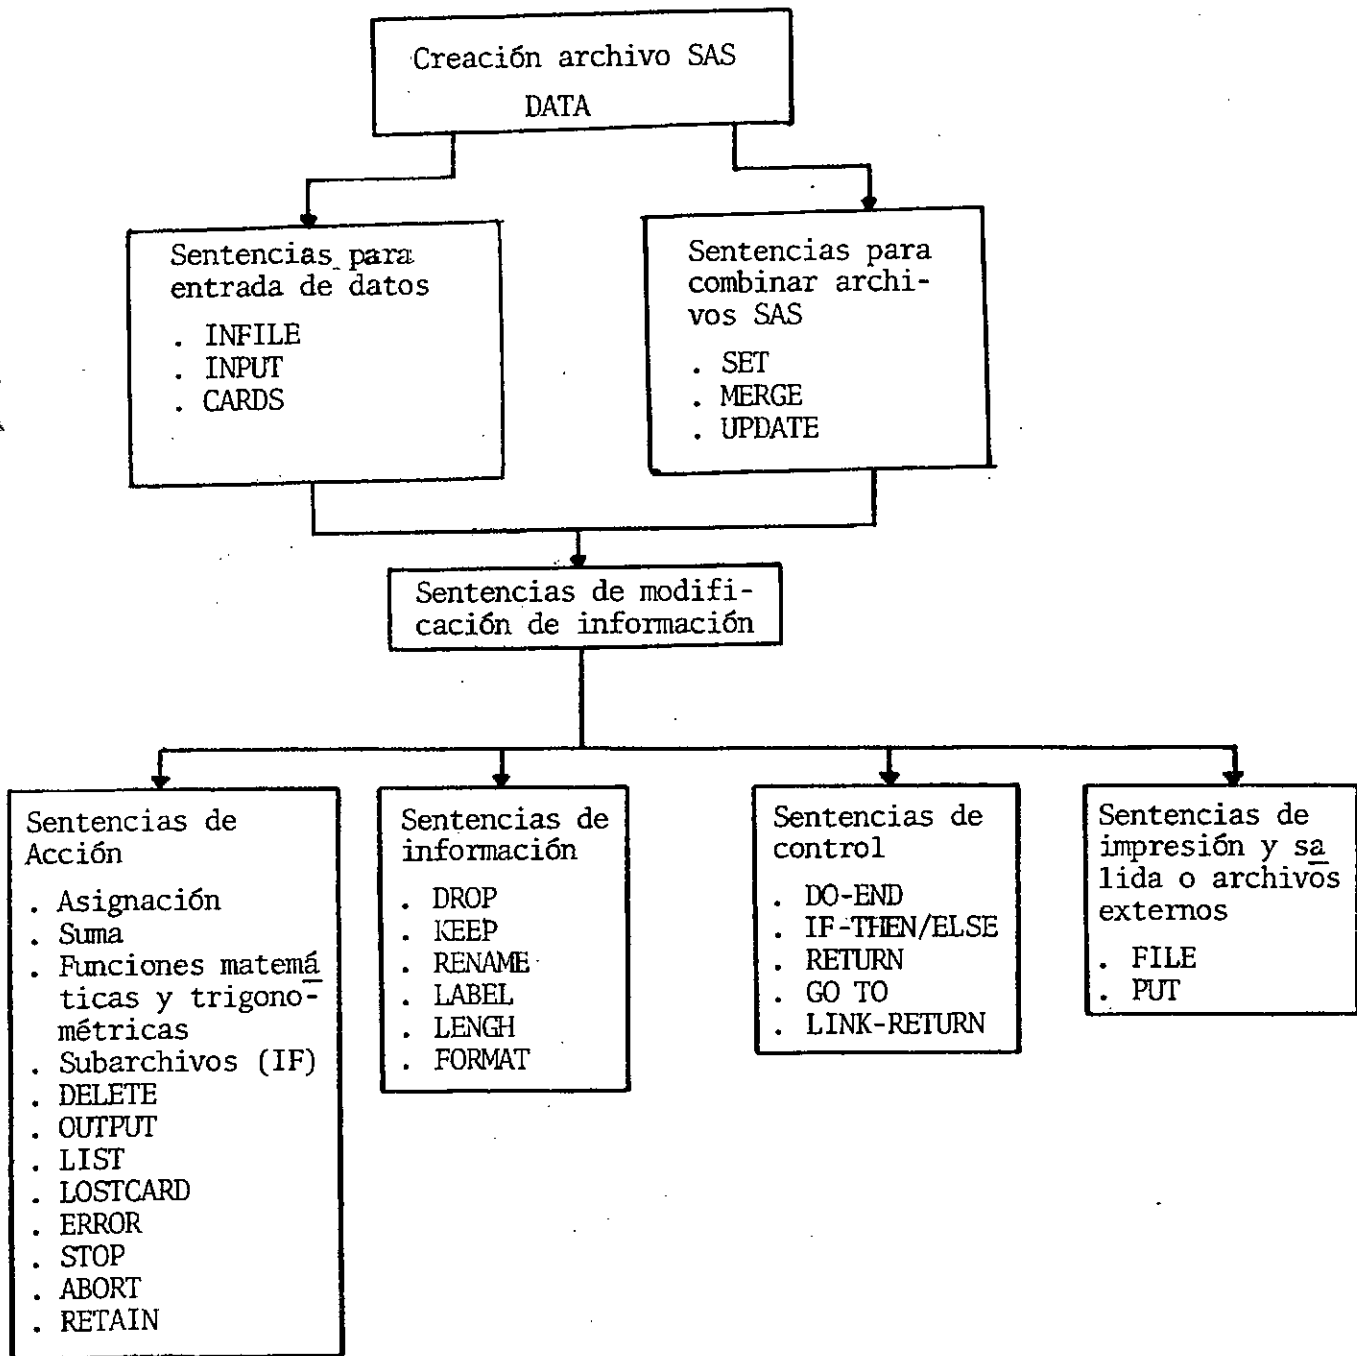 Creación archivo SAS
DATA
Sentencias para
entrada de datos
. INFILE
. INPUT
. CARDS
Sentencias para
combinar archi-
vos SAS
. SET
. MERGE
. UPDATE
Sentencias de modifi-
cación de información
Sentencias de
Acción
. Asignación
. Suma
. Funciones matemá
ticas y trigono-
métricas
. Subarchivos (IF)
. DELETE
. OUTPUT
. LIST
. LOSTCARD
. ERROR
. STOP
. ABORT
. RETAIN
Sentencias de
información
. DROP
. KEEP
. RENAME
. LABEL
. LENGH
. FORMAT
Sentencias de
control
. DO-END
. IF-THEN/ELSE
. RETURN
. GO TO
. LINK-RETURN
Sentencias de
impresión y sa
lida o archivos
externos
. FILE
. PUT